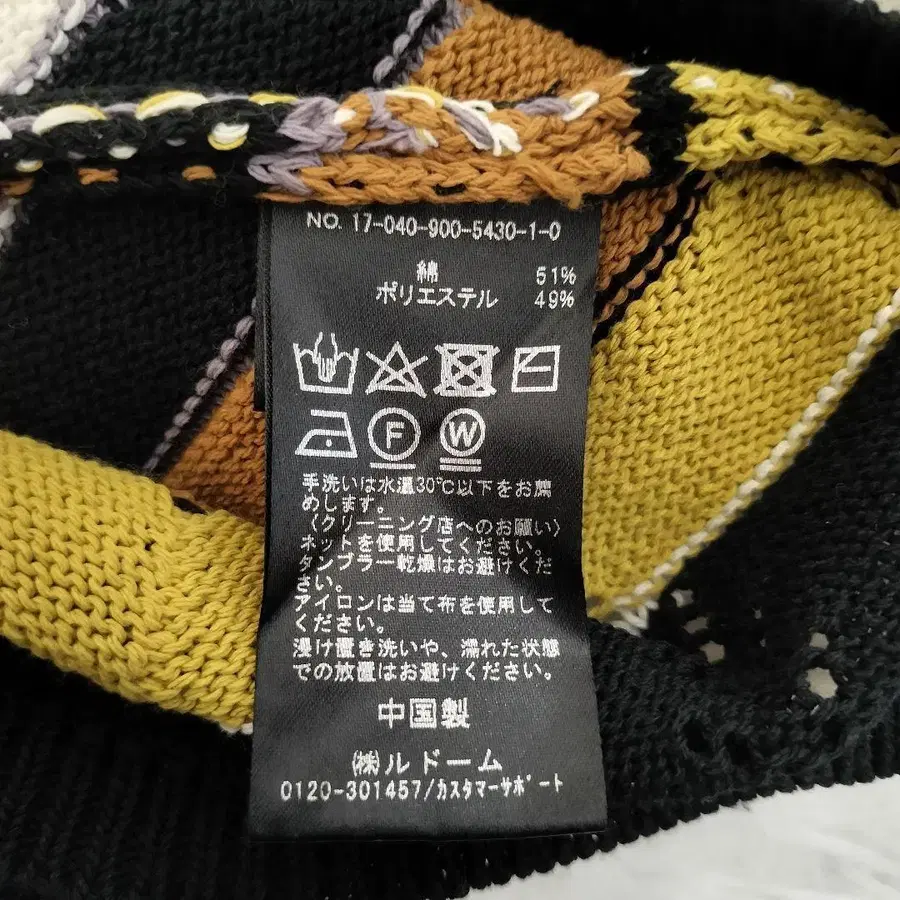 NO. 17-040-900-5430-1-0
綿 51%
ポリエステル 49%
F W
手洗いは水温30℃以下をお薦
めします。
〈クリーニング店へのお願い〉
ネットを使用してください。
タンブラー乾燥はお避けくだ
さい。
アイロンは当て布を使用して
ください。
浸け置き洗いや、濡れた状態
での放置はお避けください。
中国製
㈱ルドーム
0120-301457/カスタマーサポート